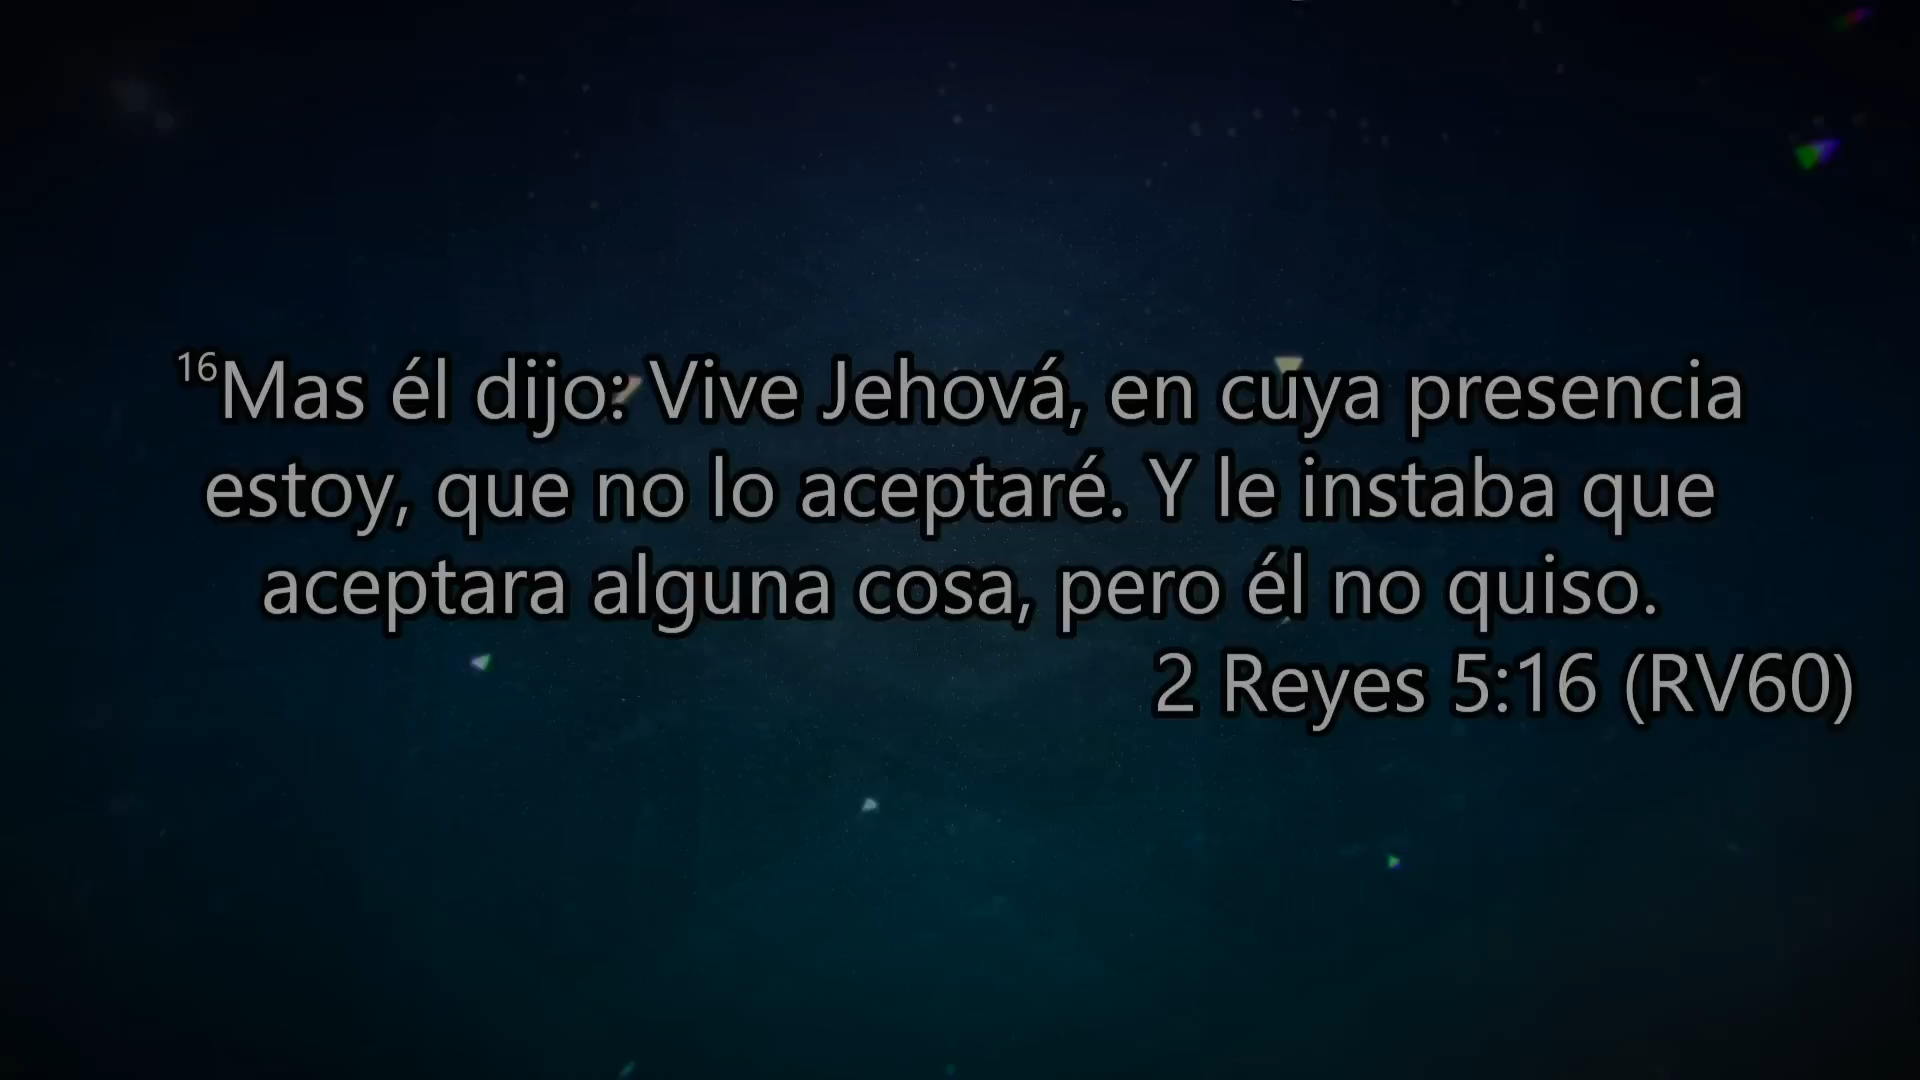 16Mas él dijo: Vive Jehová, en cuya presencia
estoy, que no lo aceptaré. Y le instaba que
aceptara alguna cosa, pero él no quiso.
2 Reyes 5:16 (RV60)